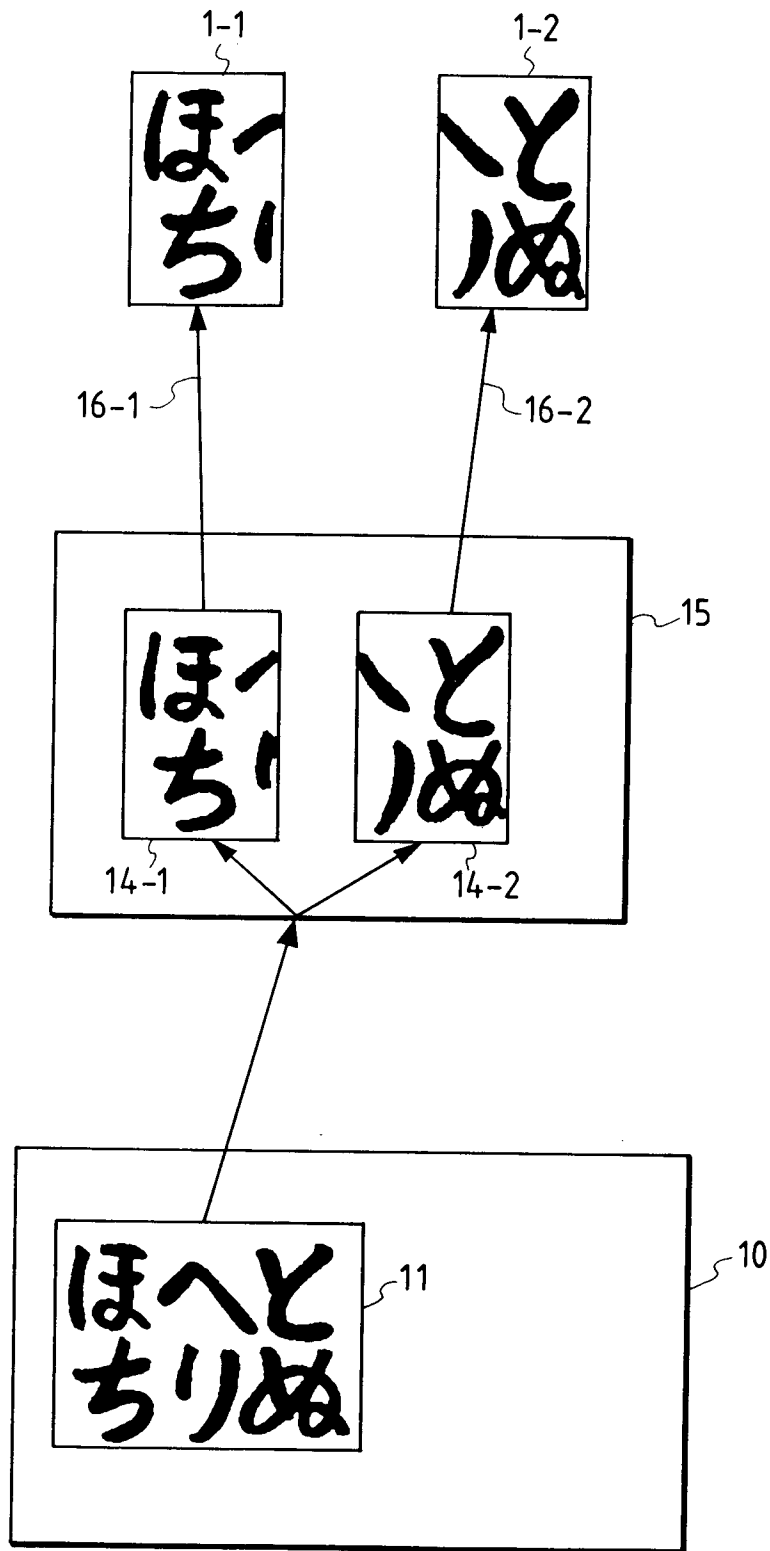 1-1 1-2
ほへ へと
ち り り ぬ
16-1 16-2
15
ほへ へと
ち り り ぬ
14-1 14-2
10
11
ほへと
ちりぬ